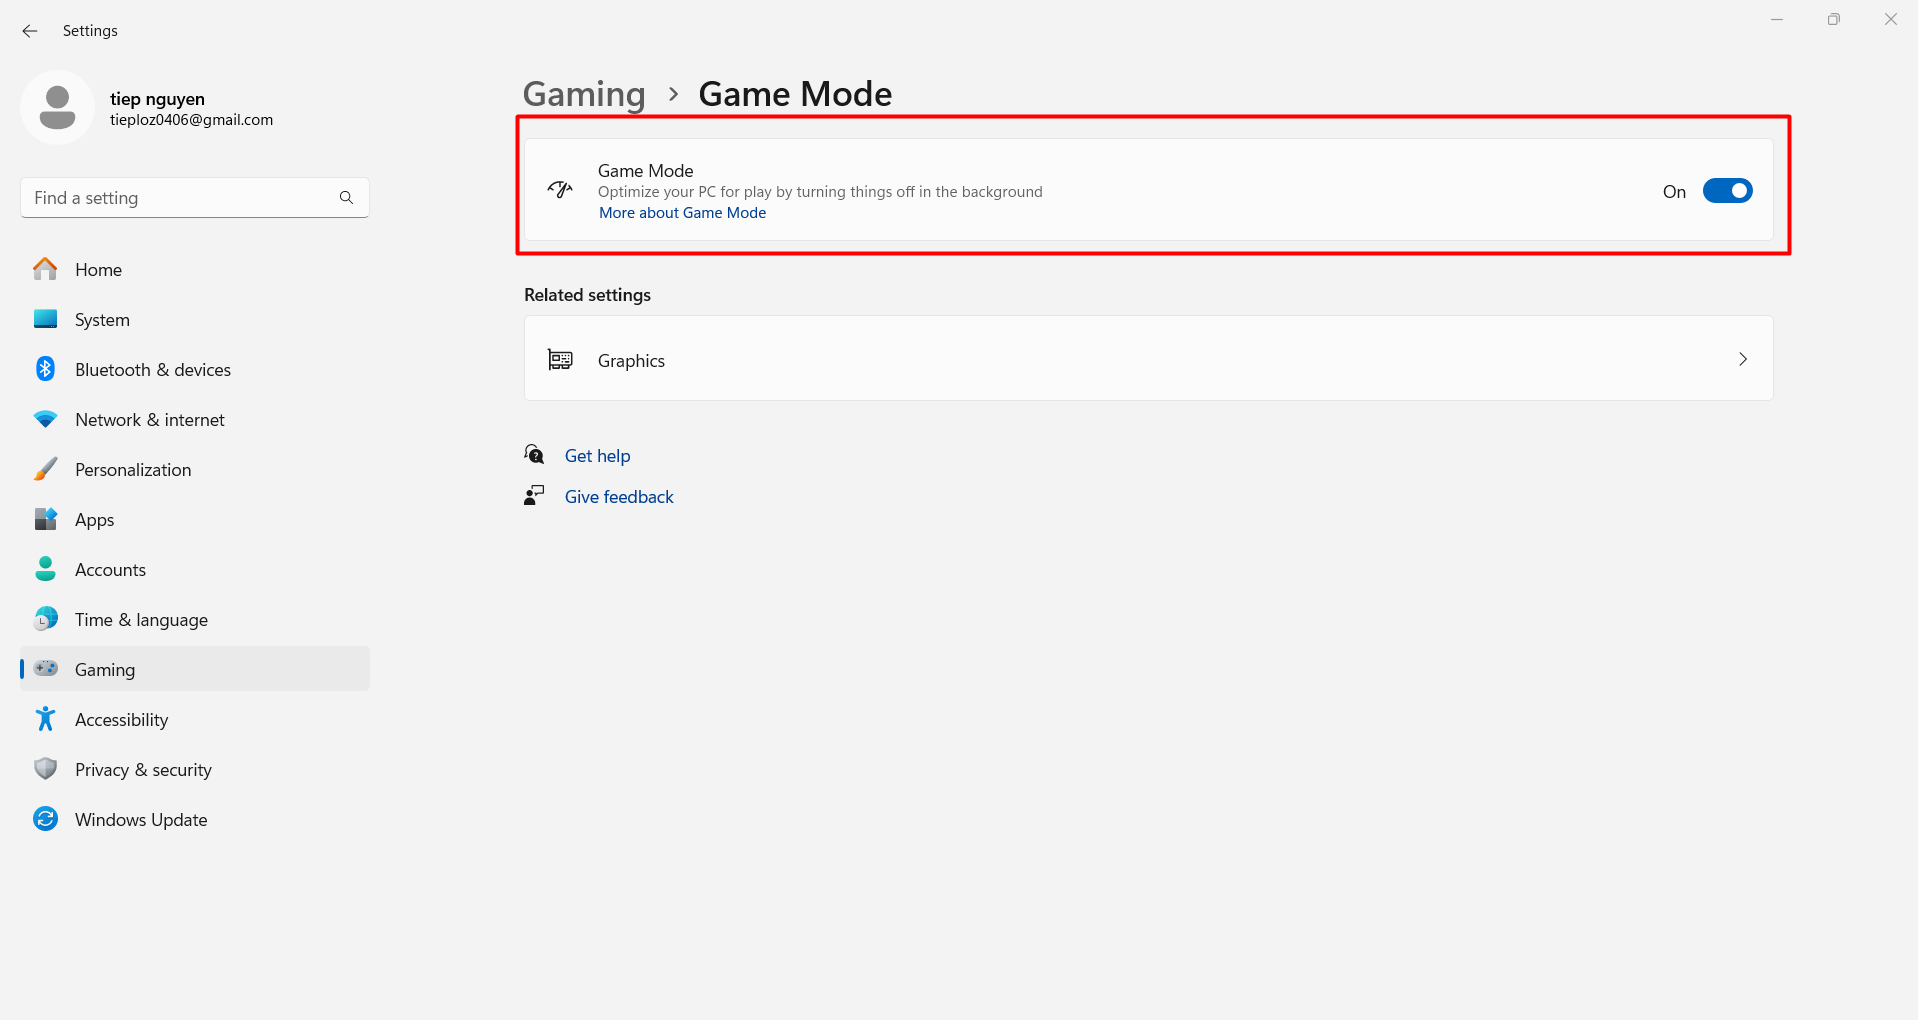 Settings
tiep nguyen
tieploz0406@gmail.com
Find a setting
Home
System
Bluetooth & devices
Network & internet
Personalization
Apps
Accounts
Time & language
Gaming
Accessibility
Privacy & security
Windows Update
Gaming > Game Mode
Game Mode
Optimize your PC for play by turning things off in the background
More about Game Mode
On
Related settings
Graphics
Get help
Give feedback